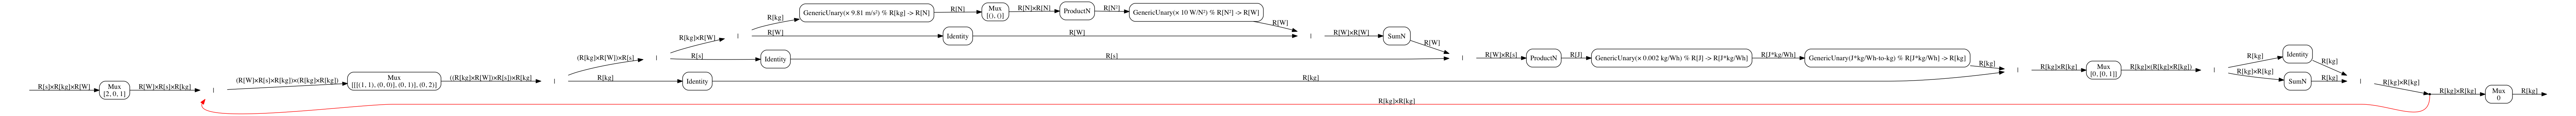 R[s]×R[kg]×R[W]
Mux
[2, 0, 1]
R[W]×R[s]×R[kg]
|
(R[W]×R[s]×R[kg])×(R[kg]×R[kg])
Mux
[[[](1, 1), (0, 0)], (0, 1)], (0, 2)]
((R[kg]×R[W])×R[s])×R[kg]
|
(R[kg]×R[W])×R[s]
|
R[kg]×R[W]
|
R[kg]
GenericUnary(× 9.81 m/s²) % R[kg] -> R[N]
R[N]
Mux
[(), ()]
R[N]×R[N]
ProductN
R[N²]
GenericUnary(× 10 W/N²) % R[N²] -> R[W]
R[W]
R[W]
Identity
R[W]
|
R[W]×R[W]
SumN
R[W]
R[s]
Identity
R[s]
|
R[W]×R[s]
ProductN
R[J]
GenericUnary(× 0.002 kg/Wh) % R[J] -> R[J*kg/Wh]
R[J*kg/Wh]
GenericUnary(J*kg/Wh-to-kg) % R[J*kg/Wh] -> R[kg]
R[kg]
R[kg]
Identity
R[kg]
|
R[kg]×R[kg]
Mux
[0, [0, 1]]
R[kg]×(R[kg]×R[kg])
|
R[kg]
Identity
R[kg]
R[kg]×R[kg]
SumN
R[kg]
|
R[kg]×R[kg]
R[kg]×R[kg]
R[kg]×R[kg]
Mux
0
R[kg]